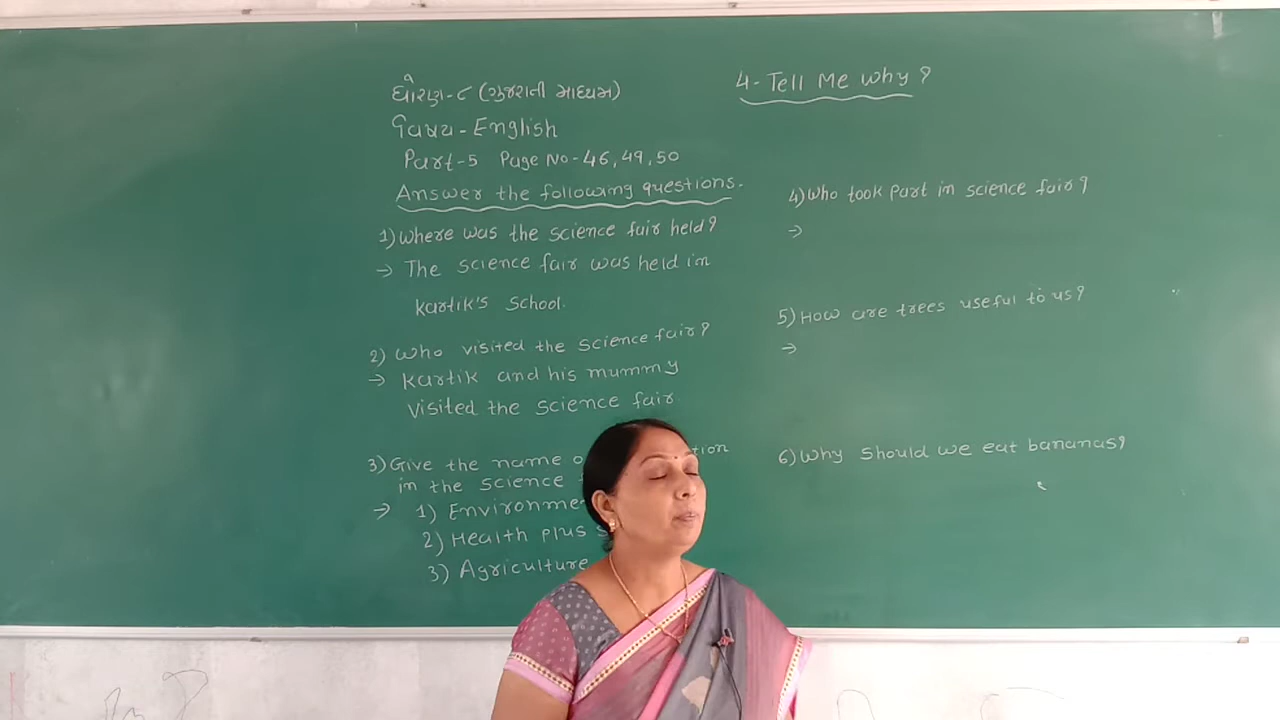 ધોરણ-૮ (ગુજરાતી માધ્યમ)
વિષય-English
Part-5 Page No-46,49,50
Answer the following questions.
1) Where was the science fair held?
→ The science fair was held in
Kartik's School.
2) Who visited the science fair?
→ Kartik and his mummy
visited the science fair.
3) Give the name o
in the science
→ 1) Environme
2) Health plus s
3) Agriculture
4- Tell Me Why?
4) Who took part in science fair?
→
5) How are trees useful to us?
→
6) Why should we eat bananas?